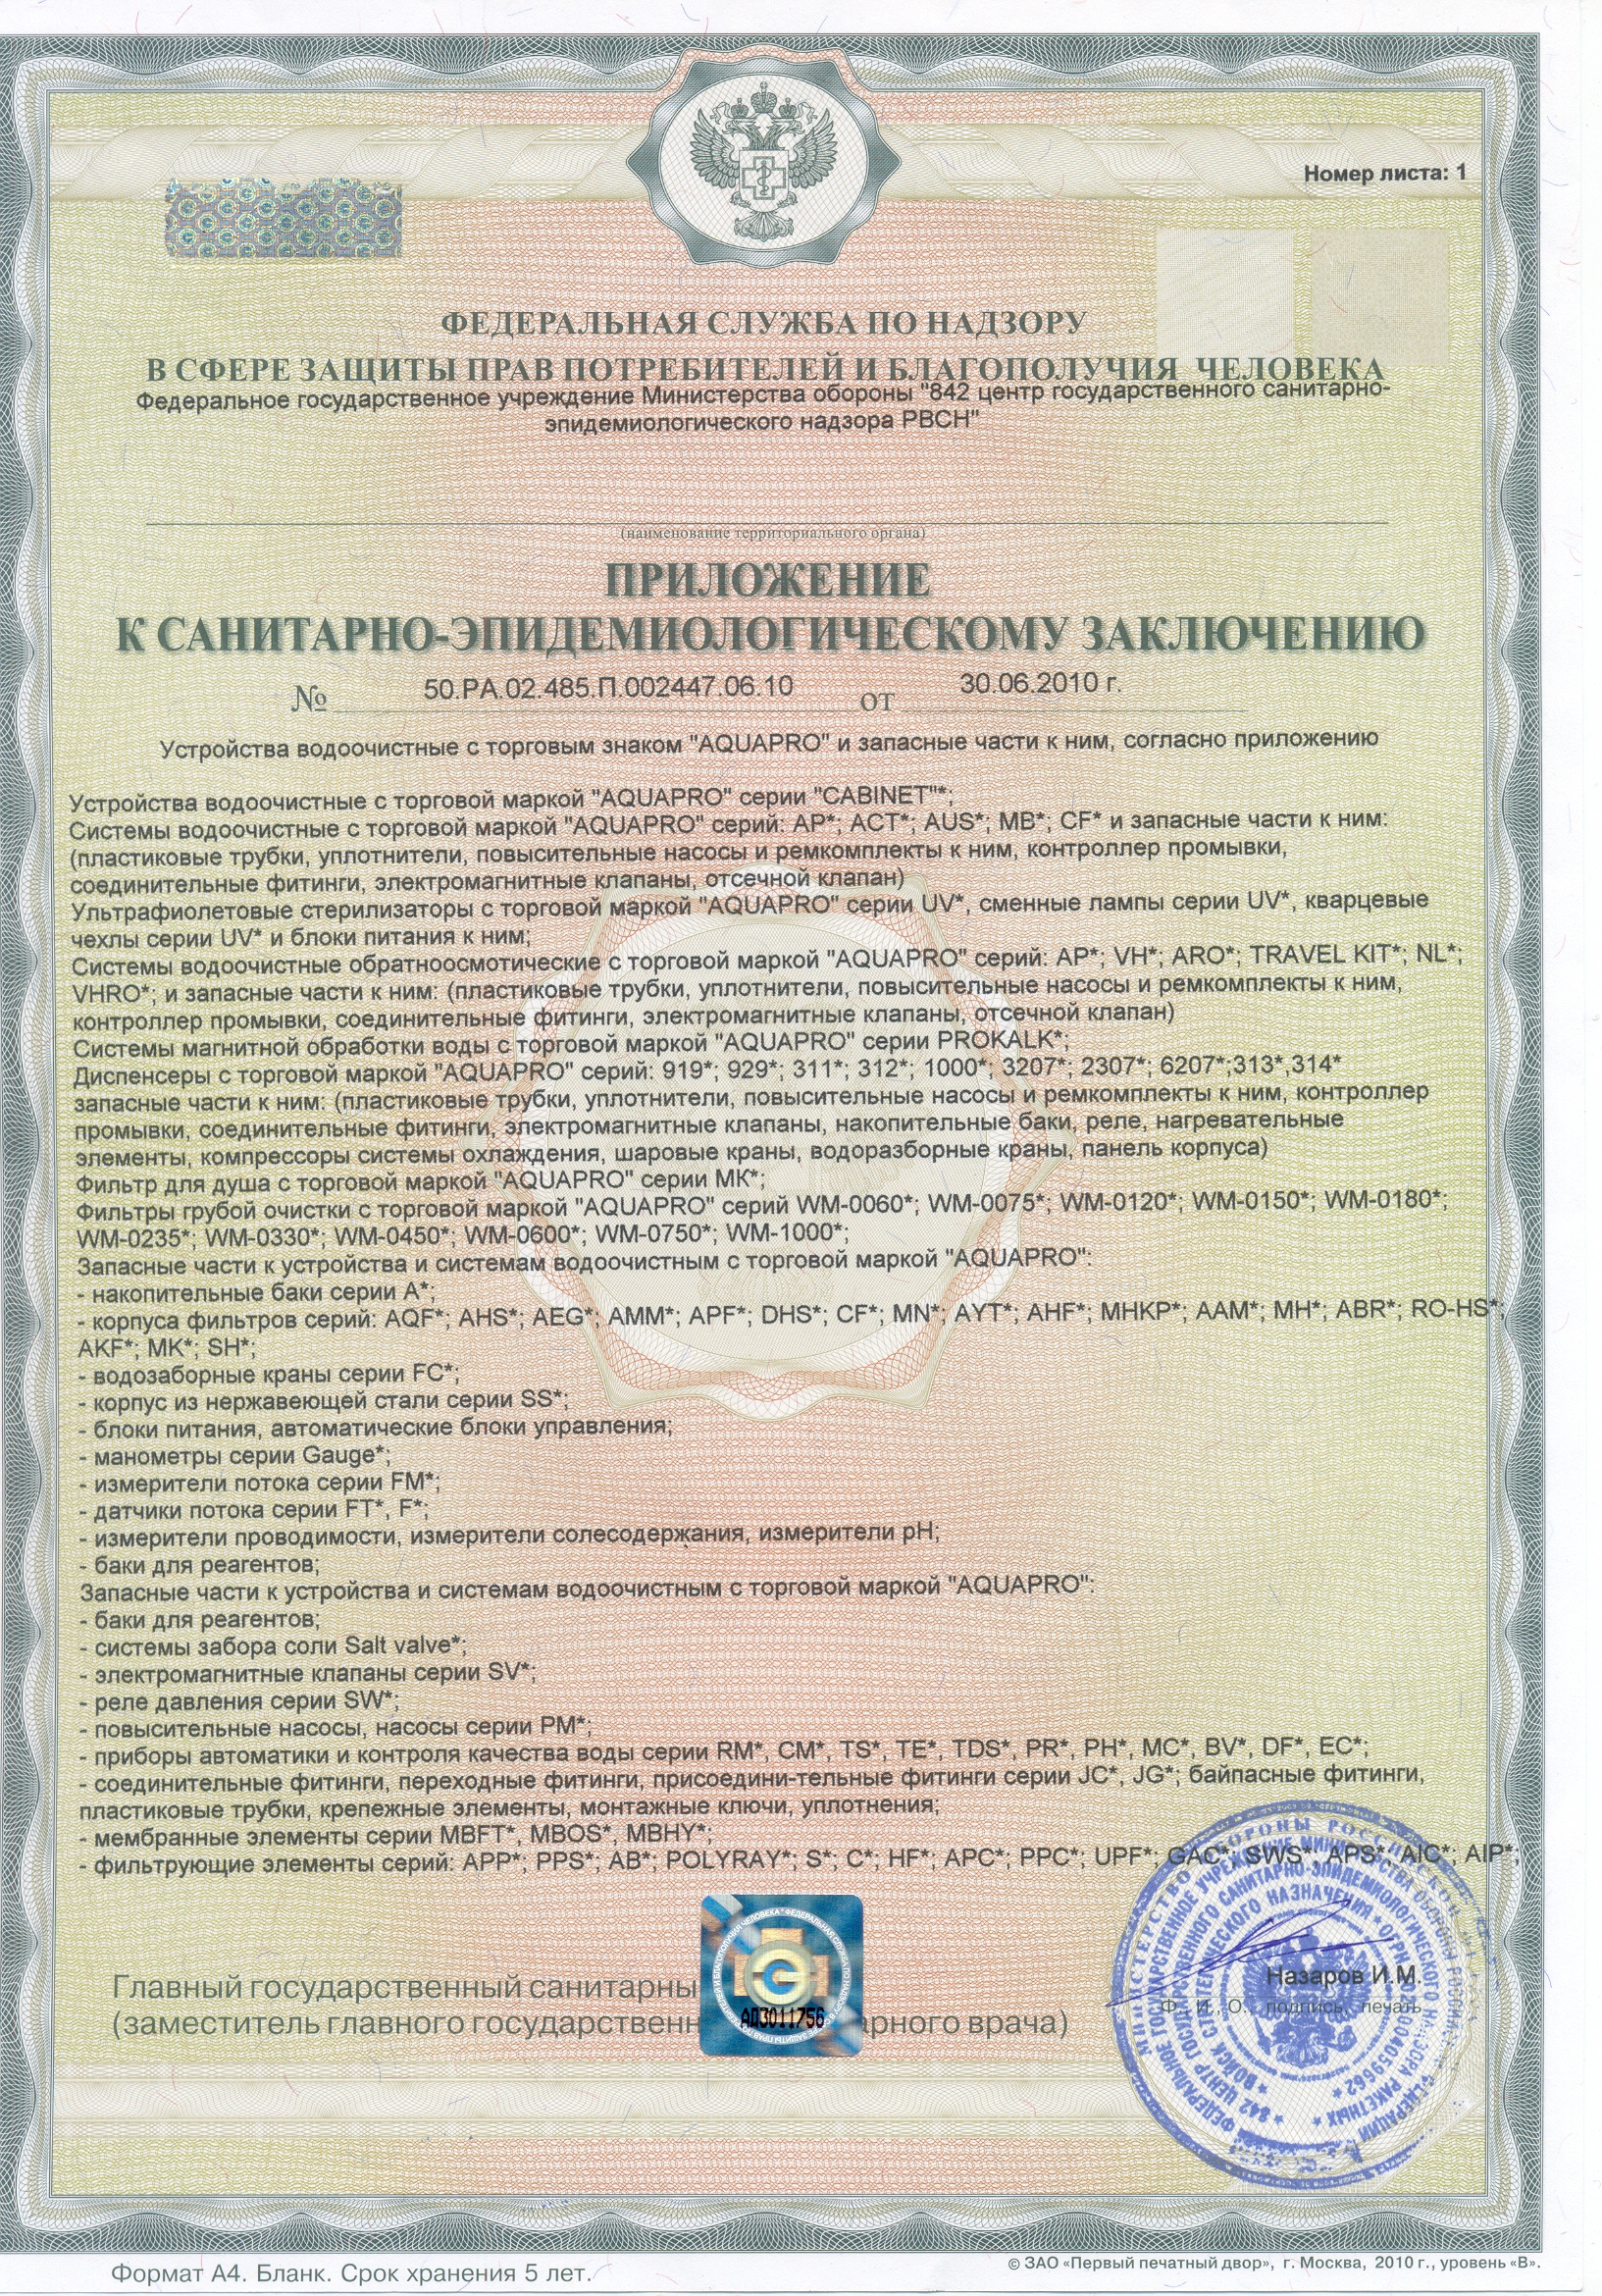 Номер листа: 1
ФЕДЕРАЛЬНАЯ СЛУЖБА ПО НАДЗОРУ
В СФЕРЕ ЗАЩИТЫ ПРАВ ПОТРЕБИТЕЛЕЙ И БЛАГОПОЛУЧИЯ ЧЕЛОВЕКА
Федеральное государственное учреждение Министерства обороны "842 центр государственного санитарно-
эпидемиологического надзора РВСН"
(наименование территориального органа)
ПРИЛОЖЕНИЕ
К САНИТАРНО-ЭПИДЕМИОЛОГИЧЕСКОМУ ЗАКЛЮЧЕНИЮ
№ 50.РА.02.485.П.002447.06.10 от 30.06.2010 г.
Устройства водоочистные с торговым знаком "AQUAPRO" и запасные части к ним, согласно приложению
Устройства водоочистные с торговой маркой "AQUAPRO" серии "CABINET"*;
Системы водоочистные с торговой маркой "AQUAPRO" серий: AP*; ACT*; AUS*; MB*; CF* и запасные части к ним:
(пластиковые трубки, уплотнители, повысительные насосы и ремкомплекты к ним, контроллер промывки,
соединительные фитинги, электромагнитные клапаны, отсечной клапан)
Ультрафиолетовые стерилизаторы с торговой маркой "AQUAPRO" серии UV*, сменные лампы серии UV*, кварцевые
чехлы серии UV* и блоки питания к ним;
Системы водоочистные обратноосмотические с торговой маркой "AQUAPRO" серий: AP*; VH*; ARO*; TRAVEL KIT*; NL*;
VHRO*; и запасные части к ним: (пластиковые трубки, уплотнители, повысительные насосы и ремкомплекты к ним,
контроллер промывки, соединительные фитинги, электромагнитные клапаны, отсечной клапан)
Системы магнитной обработки воды с торговой маркой "AQUAPRO" серии PROKALK*;
Диспенсеры с торговой маркой "AQUAPRO" серий: 919*; 929*; 311*; 312*; 1000*; 3207*; 2307*; 6207*;313*,314*
запасные части к ним: (пластиковые трубки, уплотнители, повысительные насосы и ремкомплекты к ним, контроллер
промывки, соединительные фитинги, электромагнитные клапаны, накопительные баки, реле, нагревательные
элементы, компрессоры системы охлаждения, шаровые краны, водоразборные краны, панель корпуса)
Фильтр для душа с торговой маркой "AQUAPRO" серии МК*;
Фильтры грубой очистки с торговой маркой "AQUAPRO" серий WM-0060*; WM-0075*; WM-0120*; WM-0150*; WM-0180*;
WM-0235*; WM-0330*; WM-0450*; WM-0600*; WM-0750*; WM-1000*;
Запасные части к устройства и системам водоочистным с торговой маркой "AQUAPRO":
- накопительные баки серии А*;
- корпуса фильтров серий: AQF*; AHS*; AEG*; AMM*; APF*; DHS*; CF*; MN*; AYT*; AHF*; MHKP*; AAM*; MH*; ABR*; RO-HS*;
AKF*; MK*; SH*;
- водозаборные краны серии FC*;
- корпус из нержавеющей стали серии SS*;
- блоки питания, автоматические блоки управления;
- манометры серии Gauge*;
- измерители потока серии FM*;
- датчики потока серии FT*, F*;
- измерители проводимости, измерители солесодержания, измерители pH;
- баки для реагентов;
Запасные части к устройства и системам водоочистным с торговой маркой "AQUAPRO":
- баки для реагентов;
- системы забора соли Salt valve*;
- электромагнитные клапаны серии SV*;
- реле давления серии SW*;
- повысительные насосы, насосы серии PM*;
- приборы автоматики и контроля качества воды серии RM*, CM*, TS*, TE*, TDS*, PR*, PH*, MC*, BV*, DF*, EC*;
- соединительные фитинги, переходные фитинги, присоедини-тельные фитинги серии JC*, JG*; байпасные фитинги,
пластиковые трубки, крепежные элементы, монтажные ключи, уплотнения;
- мембранные элементы серии MBFT*, MBOS*, MBHY*;
- фильтрующие элементы серий: APP*; PPS*; AB*; POLYRAY*; S*; C*; HF*; APC*; PPC*; UPF*; GAC*; SWS*; APS*; AIC*; AIP*;
Главный государственный санитарны
(заместитель главного государственн арного врача)
АД3011756
Назаров И.М.
Ф., И., О., подпись, печать
Формат А4. Бланк. Срок хранения 5 лет.
© ЗАО «Первый печатный двор», г. Москва, 2010 г., уровень «В».